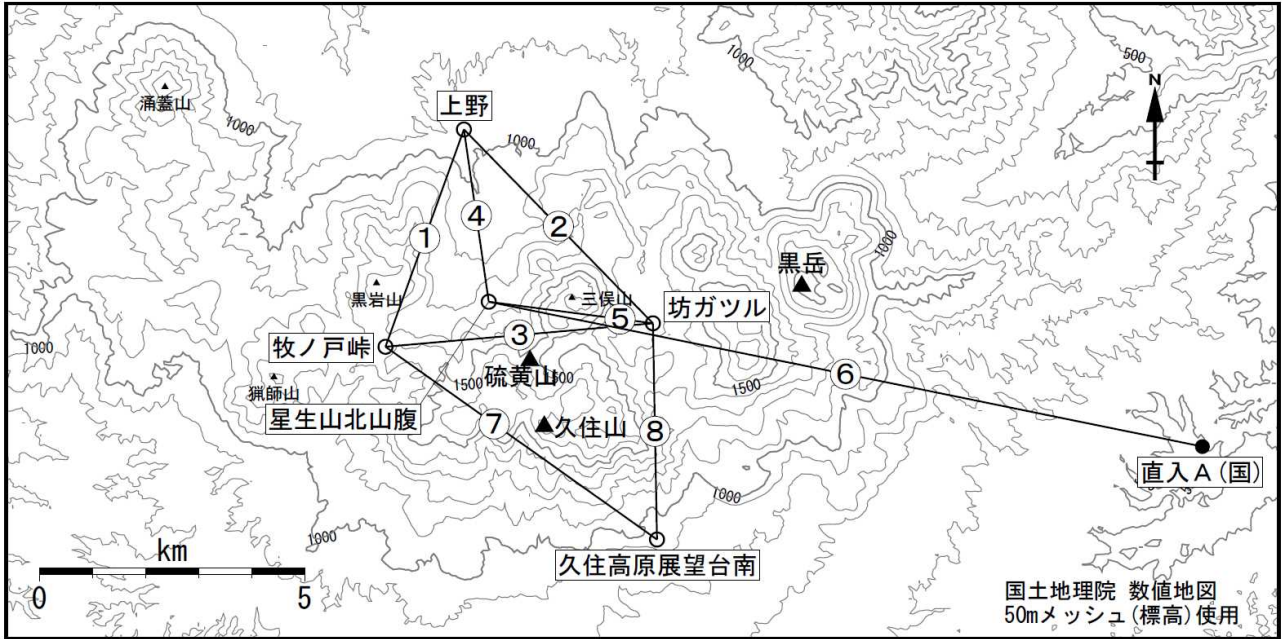 1000
500
N
涌蓋山
1000
上野
1000
④
②
①
1000
黒岳
黒岩山
三俣山
坊ガツル
⑤
③
1000
牧ノ戸峠
硫黄山
1500
1500
⑥
猟師山
1500
星生山北山腹
⑦
久住山
⑧
直入A(国)
1000
1000
km
久住高原展望台南
0
5
国土地理院 数値地図
50mメッシュ(標高)使用